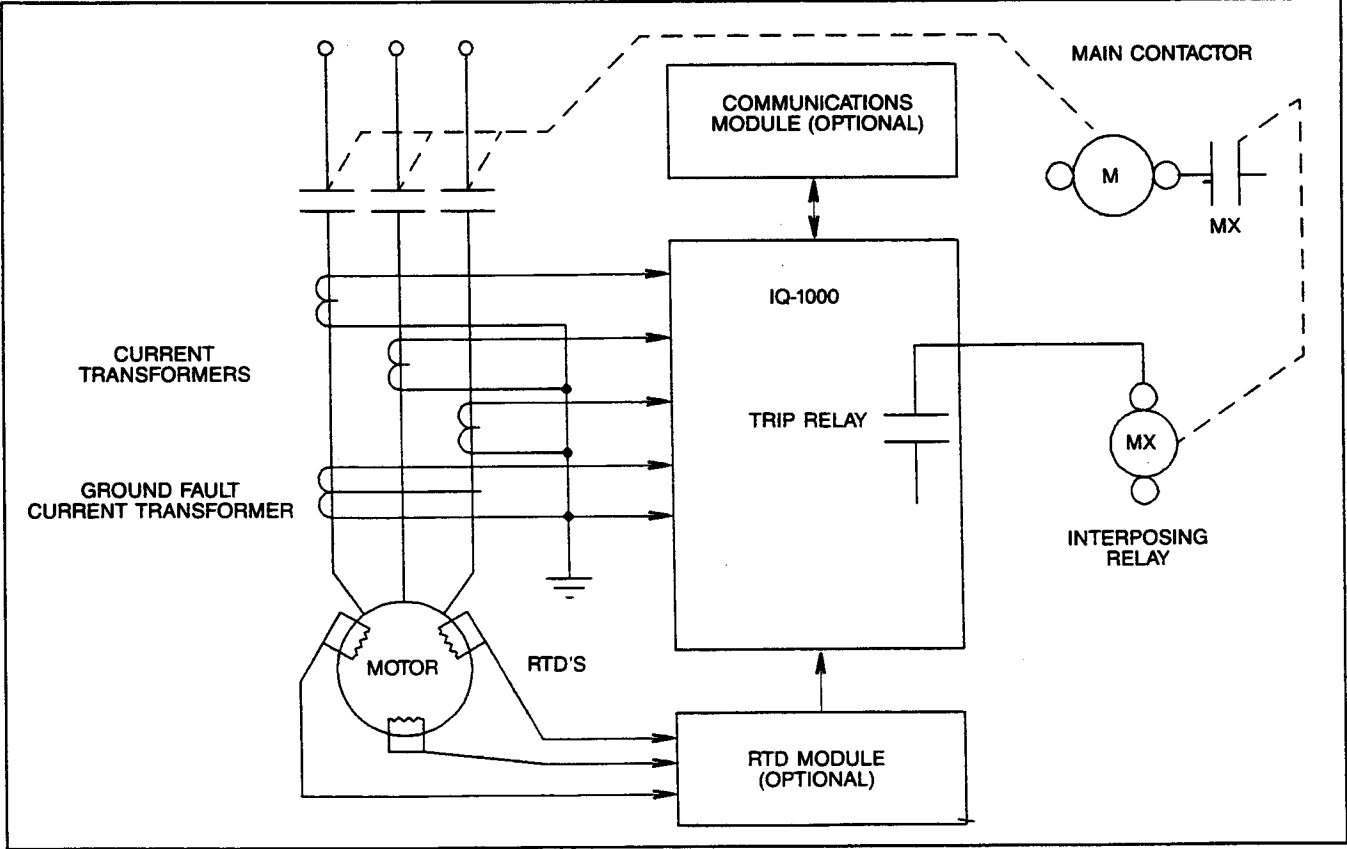 MAIN CONTACTOR
COMMUNICATIONS
MODULE (OPTIONAL)
M
MX
IQ-1000
CURRENT
TRANSFORMERS
TRIP RELAY
MX
GROUND FAULT
CURRENT TRANSFORMER
INTERPOSING
RELAY
MOTOR
RTD'S
RTD MODULE
(OPTIONAL)